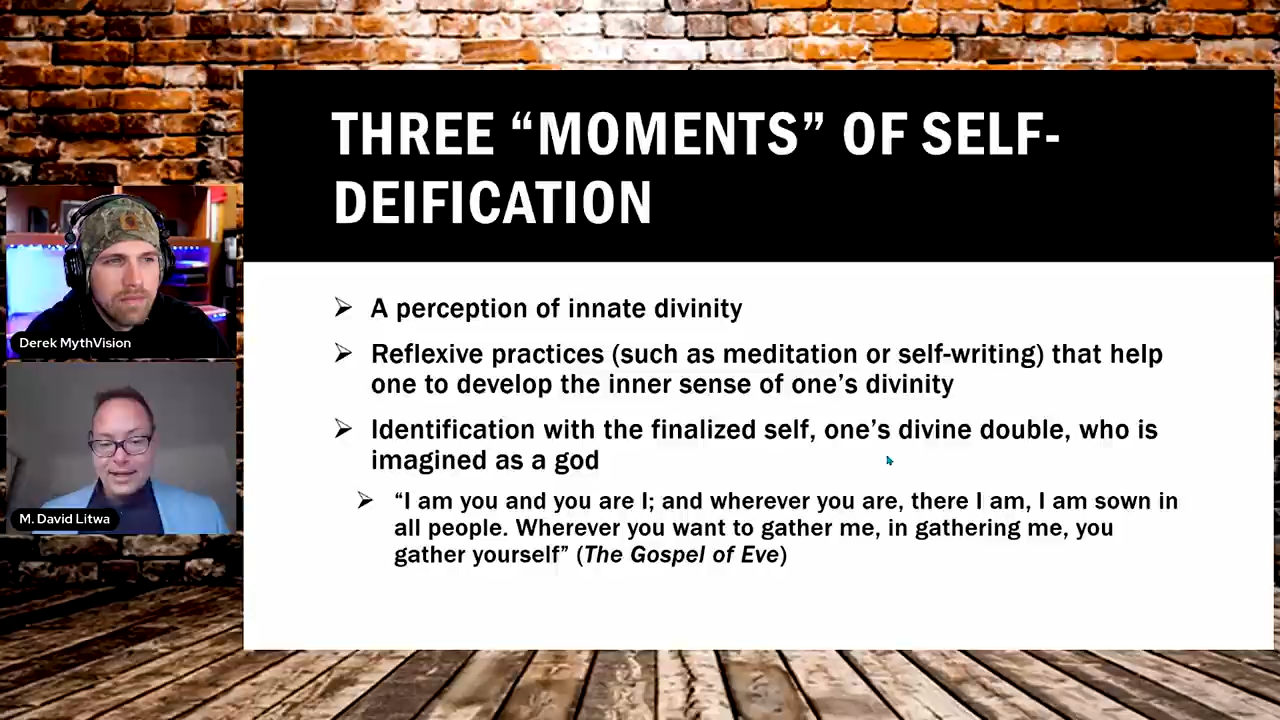 THREE “MOMENTS” OF SELF-
DEIFICATION
A perception of innate divinity
Reflexive practices (such as meditation or self-writing) that help
one to develop the inner sense of one’s divinity
Identification with the finalized self, one’s divine double, who is
imagined as a god
“I am you and you are I; and wherever you are, there I am, I am sown in
all people. Wherever you want to gather me, in gathering me, you
gather yourself” (The Gospel of Eve)
Derek MythVision
M. David Litwa